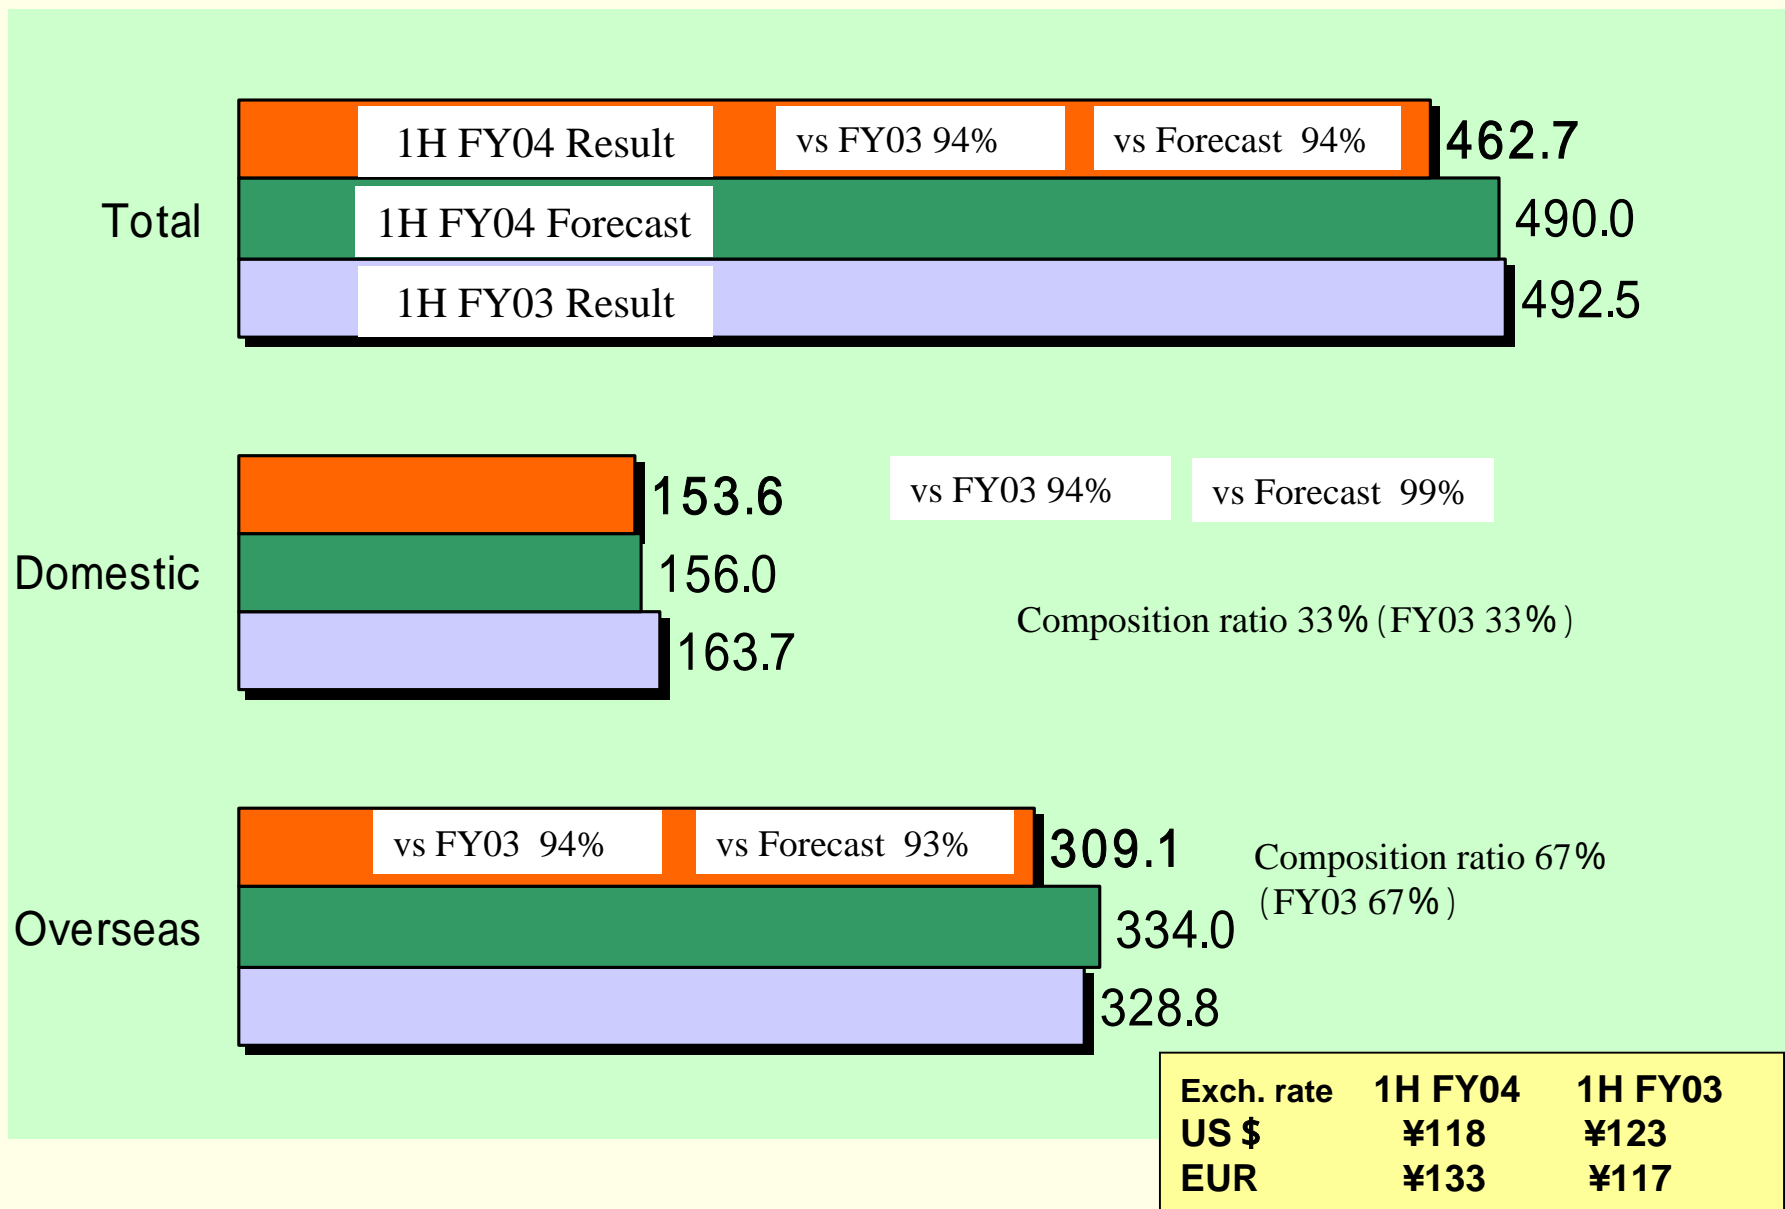 1H FY04 Result vs FY03 94% vs Forecast 94% 462.7
Total 1H FY04 Forecast 490.0
1H FY03 Result 492.5
153.6 vs FY03 94% vs Forecast 99%
Domestic 156.0
Composition ratio 33% (FY03 33%)
163.7
vs FY03 94% vs Forecast 93% 309.1 Composition ratio 67%
(FY03 67%)
Overseas 334.0
328.8
Exch. rate 1H FY04 1H FY03
US $ ¥118 ¥123
EUR ¥133 ¥117